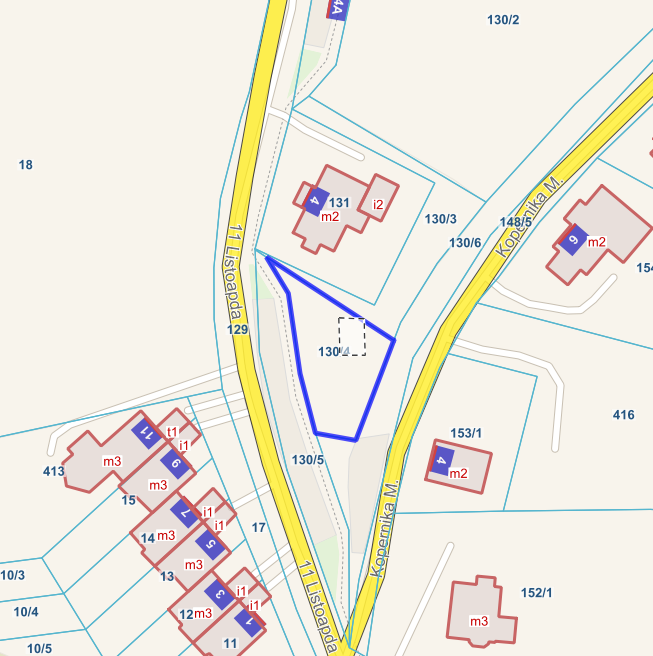 4A
130/2
18
4
131
m2
i2
130/3
148/5
130/6
Kopernika M.
6
m2
154
11 Listopada
129
130/4
416
11
t1
i1
m3
9
413
m3
15
153/1
4
m2
130/5
7
i1
i1
14
m3
5
17
m3
13
Kopernika M.
10/3
3
i1
i1
12
m3
1
11
152/1
m3
10/4
10/5
11 Listopada